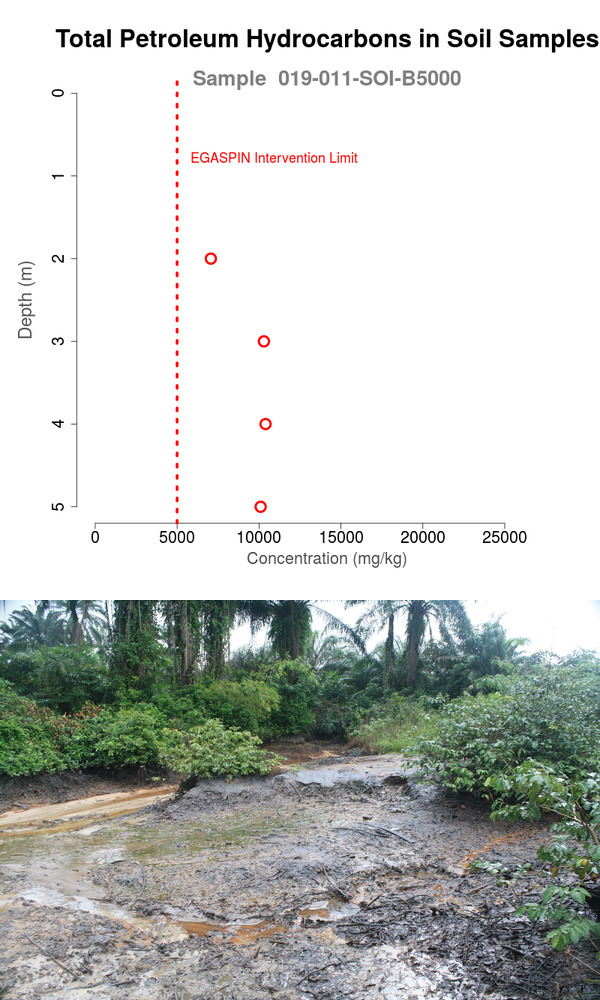 Total Petroleum Hydrocarbons in Soil Samples
Sample 019-011-SOI-B5000
EGASPIN Intervention Limit
Depth (m)
0
1
2
3
4
5
0 5000 10000 15000 20000 25000
Concentration (mg/kg)